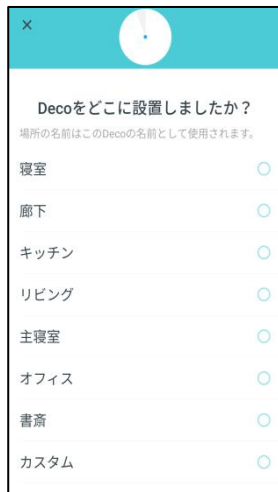 Decoをどこに設置しましたか？
場所の名前はこのDecoの名前として使用されます。
寝室
廊下
キッチン
リビング
主寝室
オフィス
書斎
カスタム